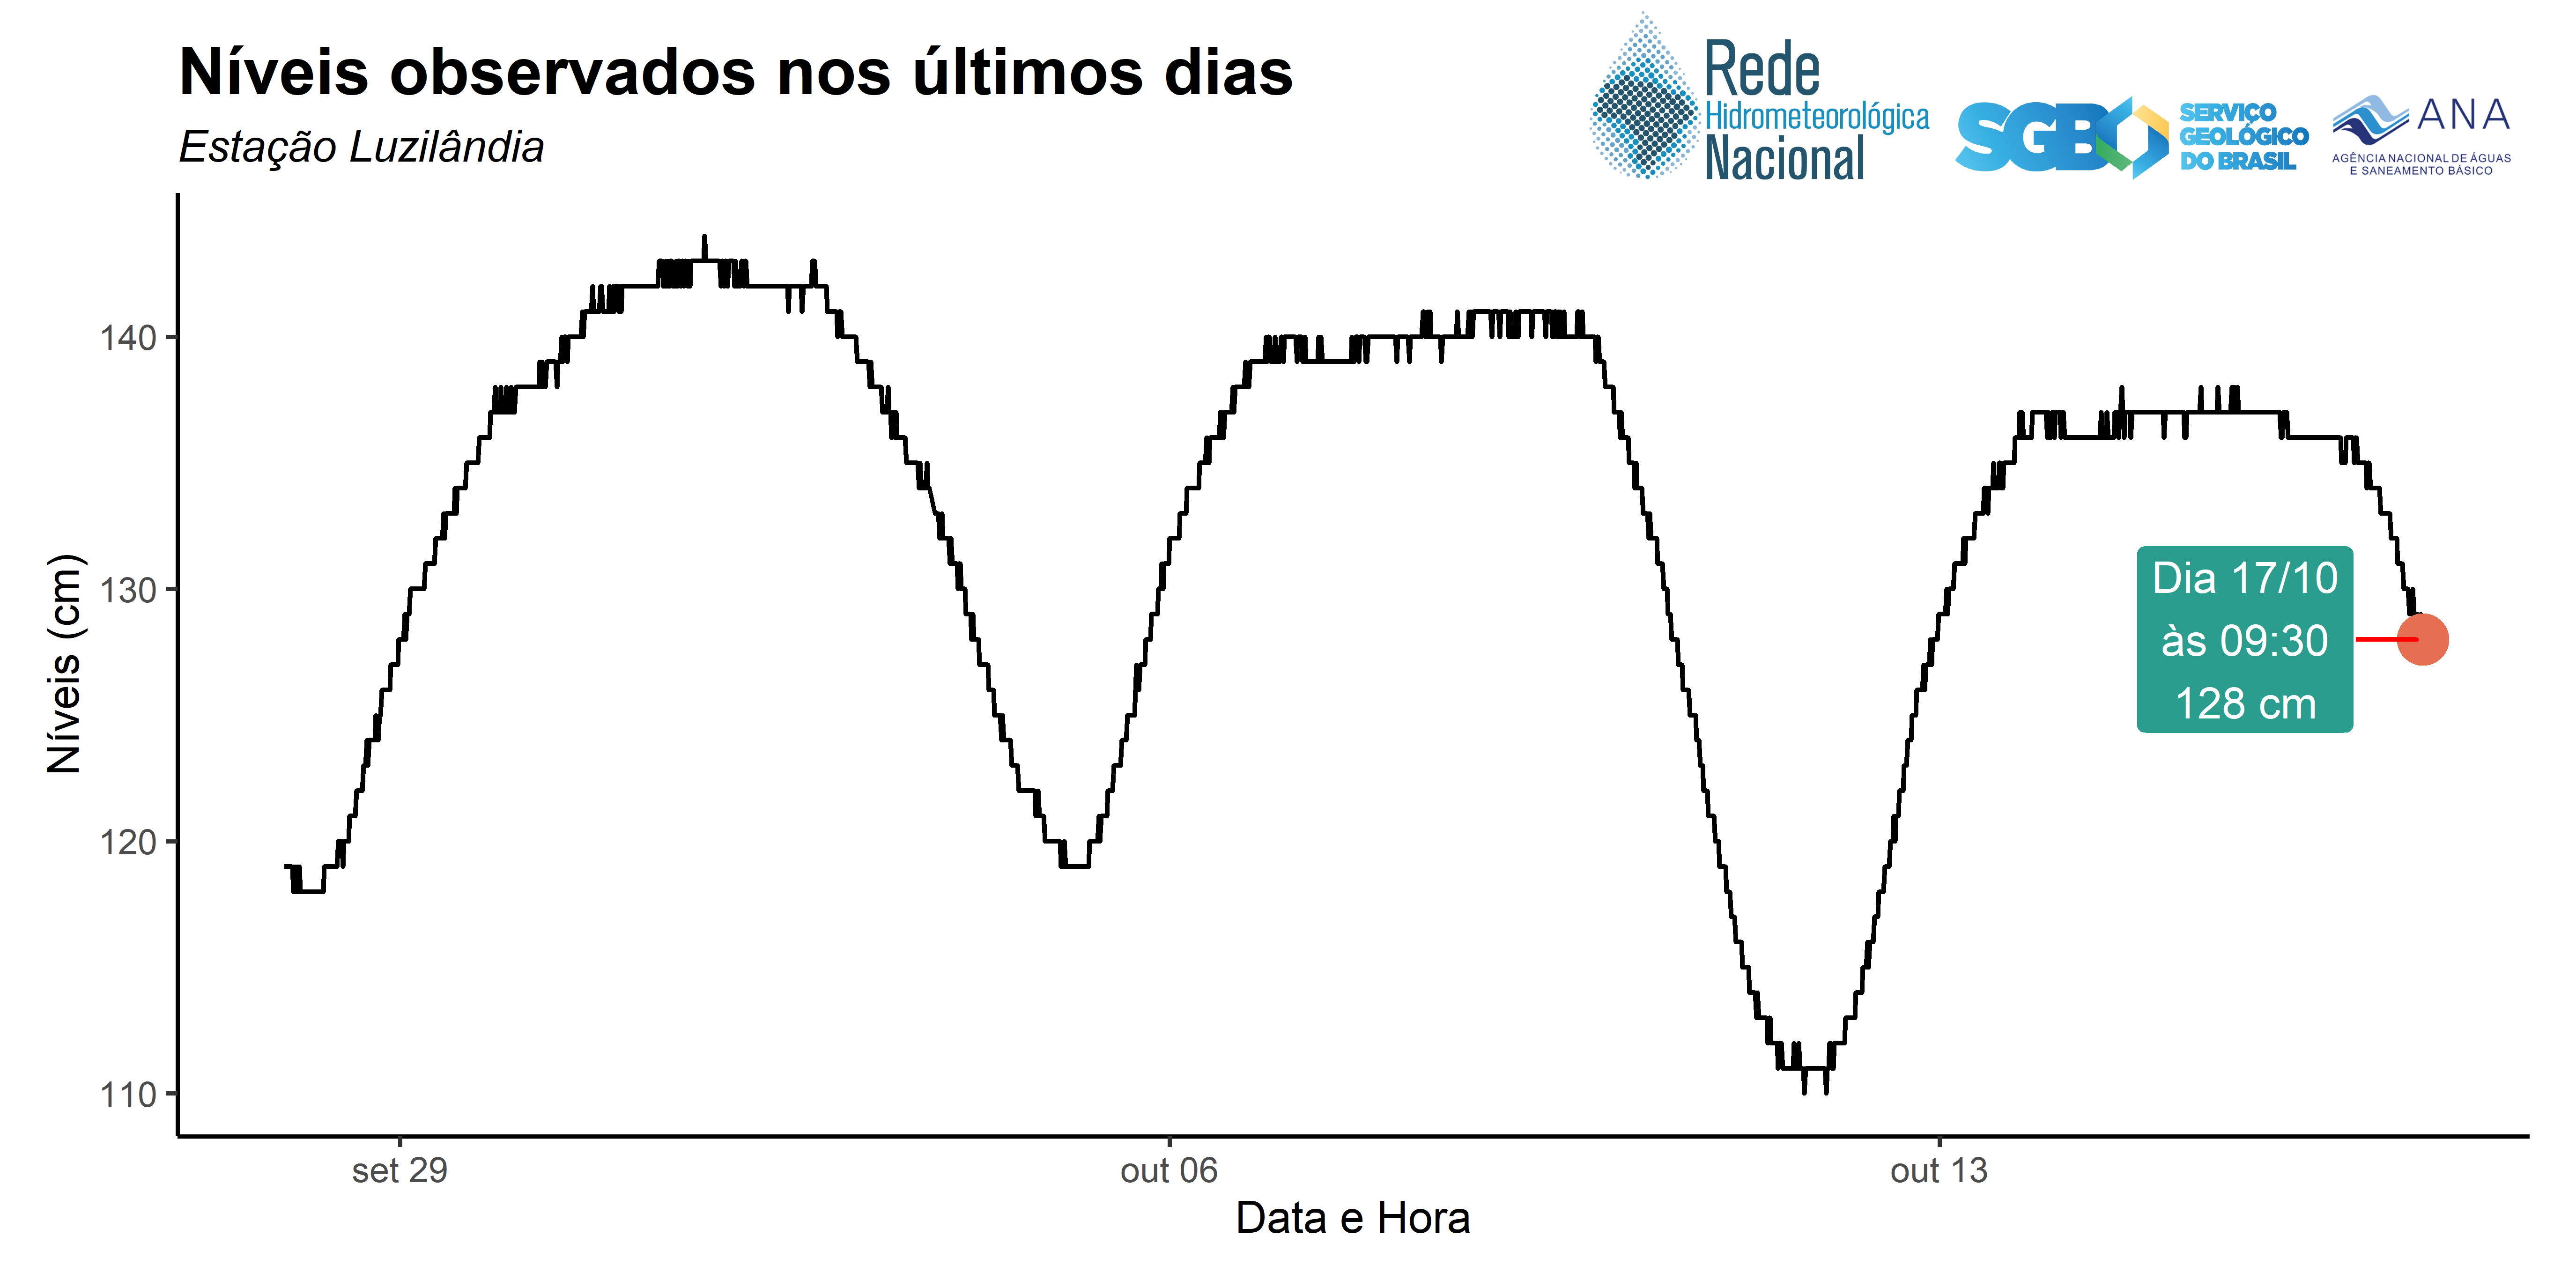 Níveis observados nos últimos dias
Estação Luzilândia
Rede
Hidrometeorológica
Nacional
SGB
SERVIÇO
GEOLÓGICO
DO BRASIL
ANA
AGÊNCIA NACIONAL DE ÁGUAS
E SANEAMENTO BÁSICO
Níveis (cm)
140
130
120
110
Dia 17/10
às 09:30
128 cm
set 29
out 06
out 13
Data e Hora